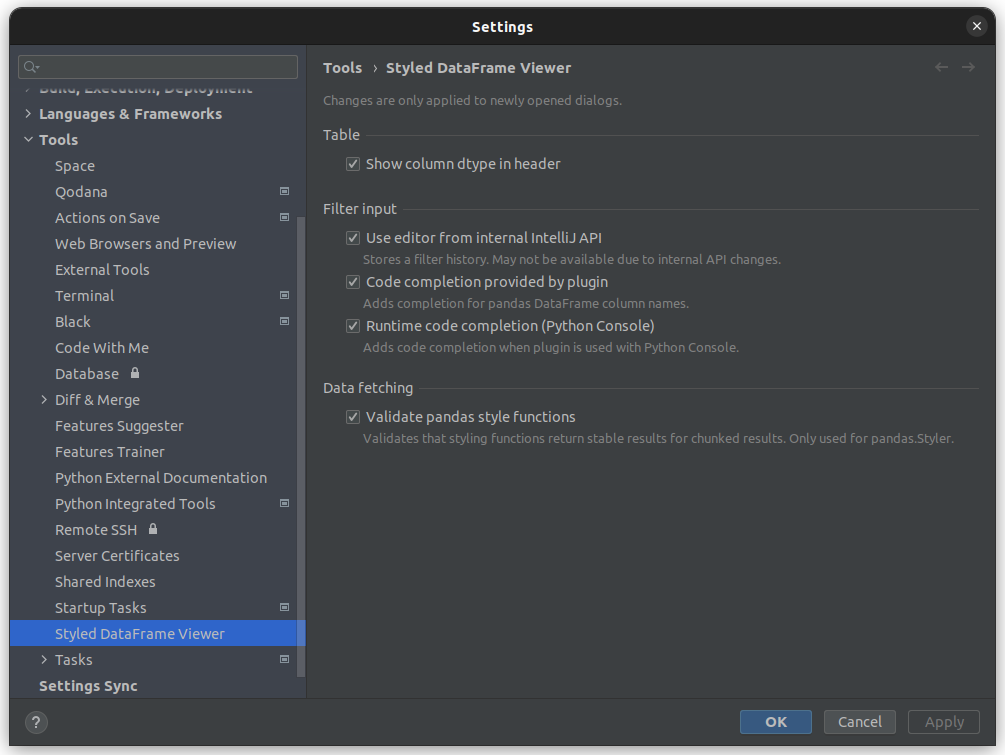 Settings
Build, Execution, Deployment
Languages & Frameworks
Tools
Space
Qodana
Actions on Save
Web Browsers and Preview
External Tools
Terminal
Black
Code With Me
Database
Diff & Merge
Features Suggester
Features Trainer
Python External Documentation
Python Integrated Tools
Remote SSH
Server Certificates
Shared Indexes
Startup Tasks
Styled DataFrame Viewer
Tasks
Settings Sync
Tools › Styled DataFrame Viewer
Changes are only applied to newly opened dialogs.
Table
Show column dtype in header
Filter input
Use editor from internal IntelliJ API
Stores a filter history. May not be available due to internal API changes.
Code completion provided by plugin
Adds completion for pandas DataFrame column names.
Runtime code completion (Python Console)
Adds code completion when plugin is used with Python Console.
Data fetching
Validate pandas style functions
Validates that styling functions return stable results for chunked results. Only used for pandas.Styler.
?
OK
Cancel
Apply